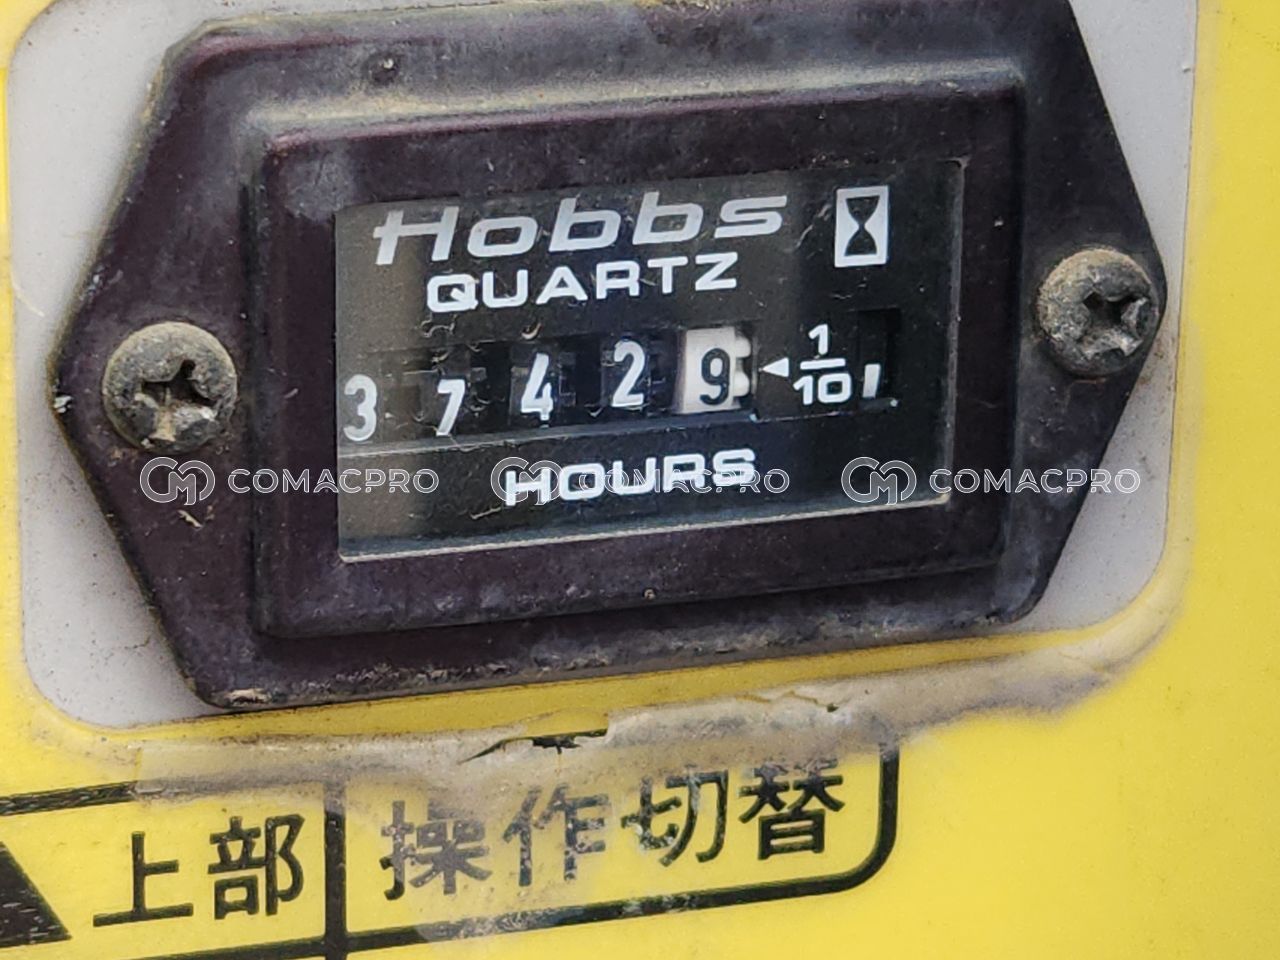 Hobbs
QUARTZ
3 7 4 2 9 1/10
HOURS
COMACPRO COMACPRO COMACPRO
上部 操作切替